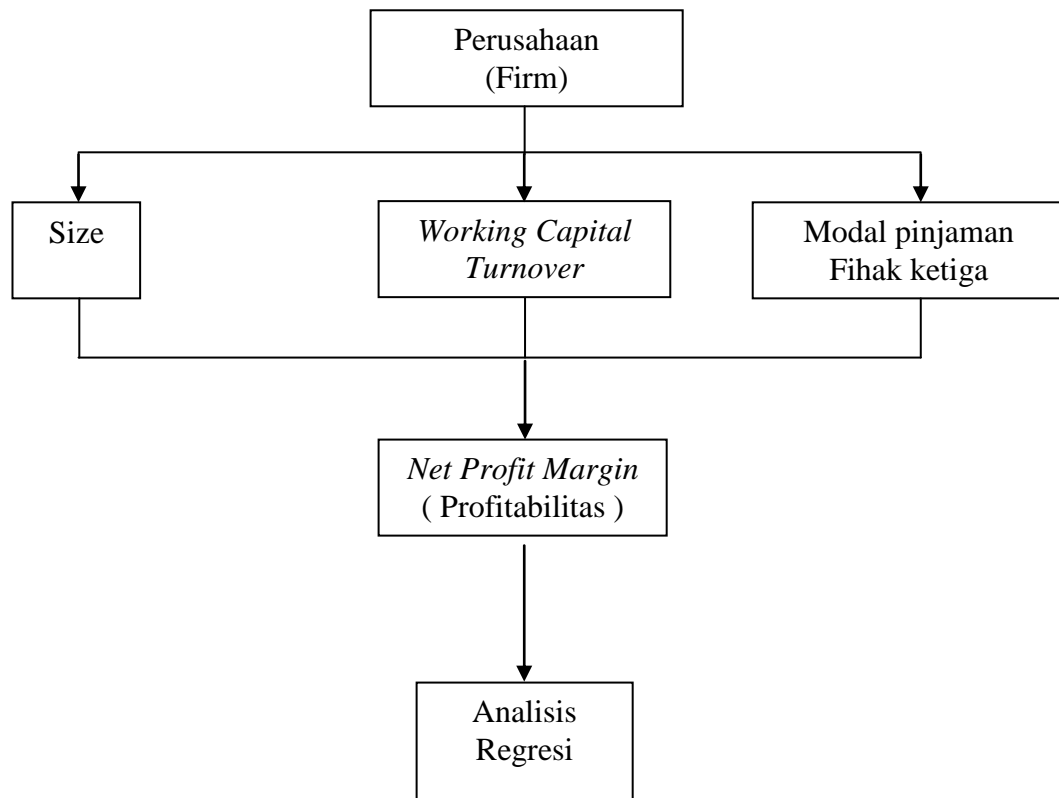 Perusahaan
(Firm)
Size
Working Capital
Turnover
Modal pinjaman
Fihak ketiga
Net Profit Margin
( Profitabilitas )
Analisis
Regresi